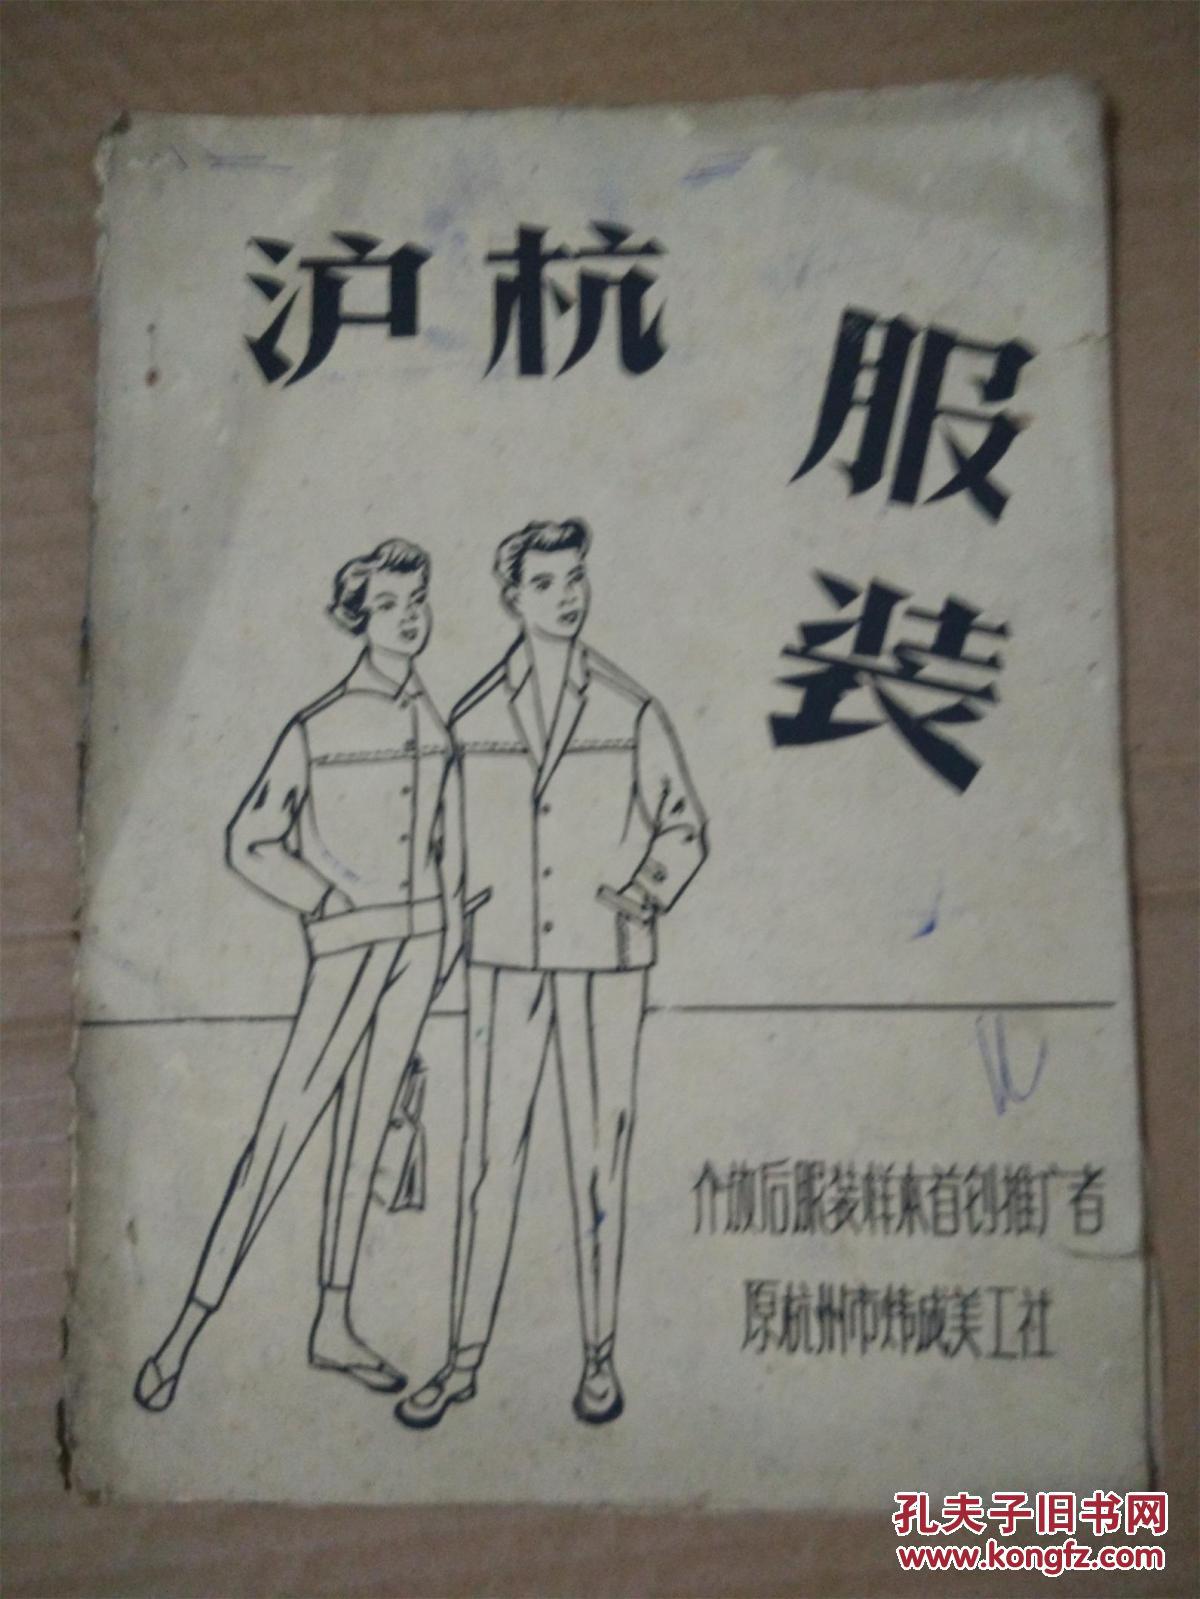 沪杭
服装
介放后服装样本首创推广者
原杭州市炜成美工社
孔夫子旧书网
www.kongfz.com